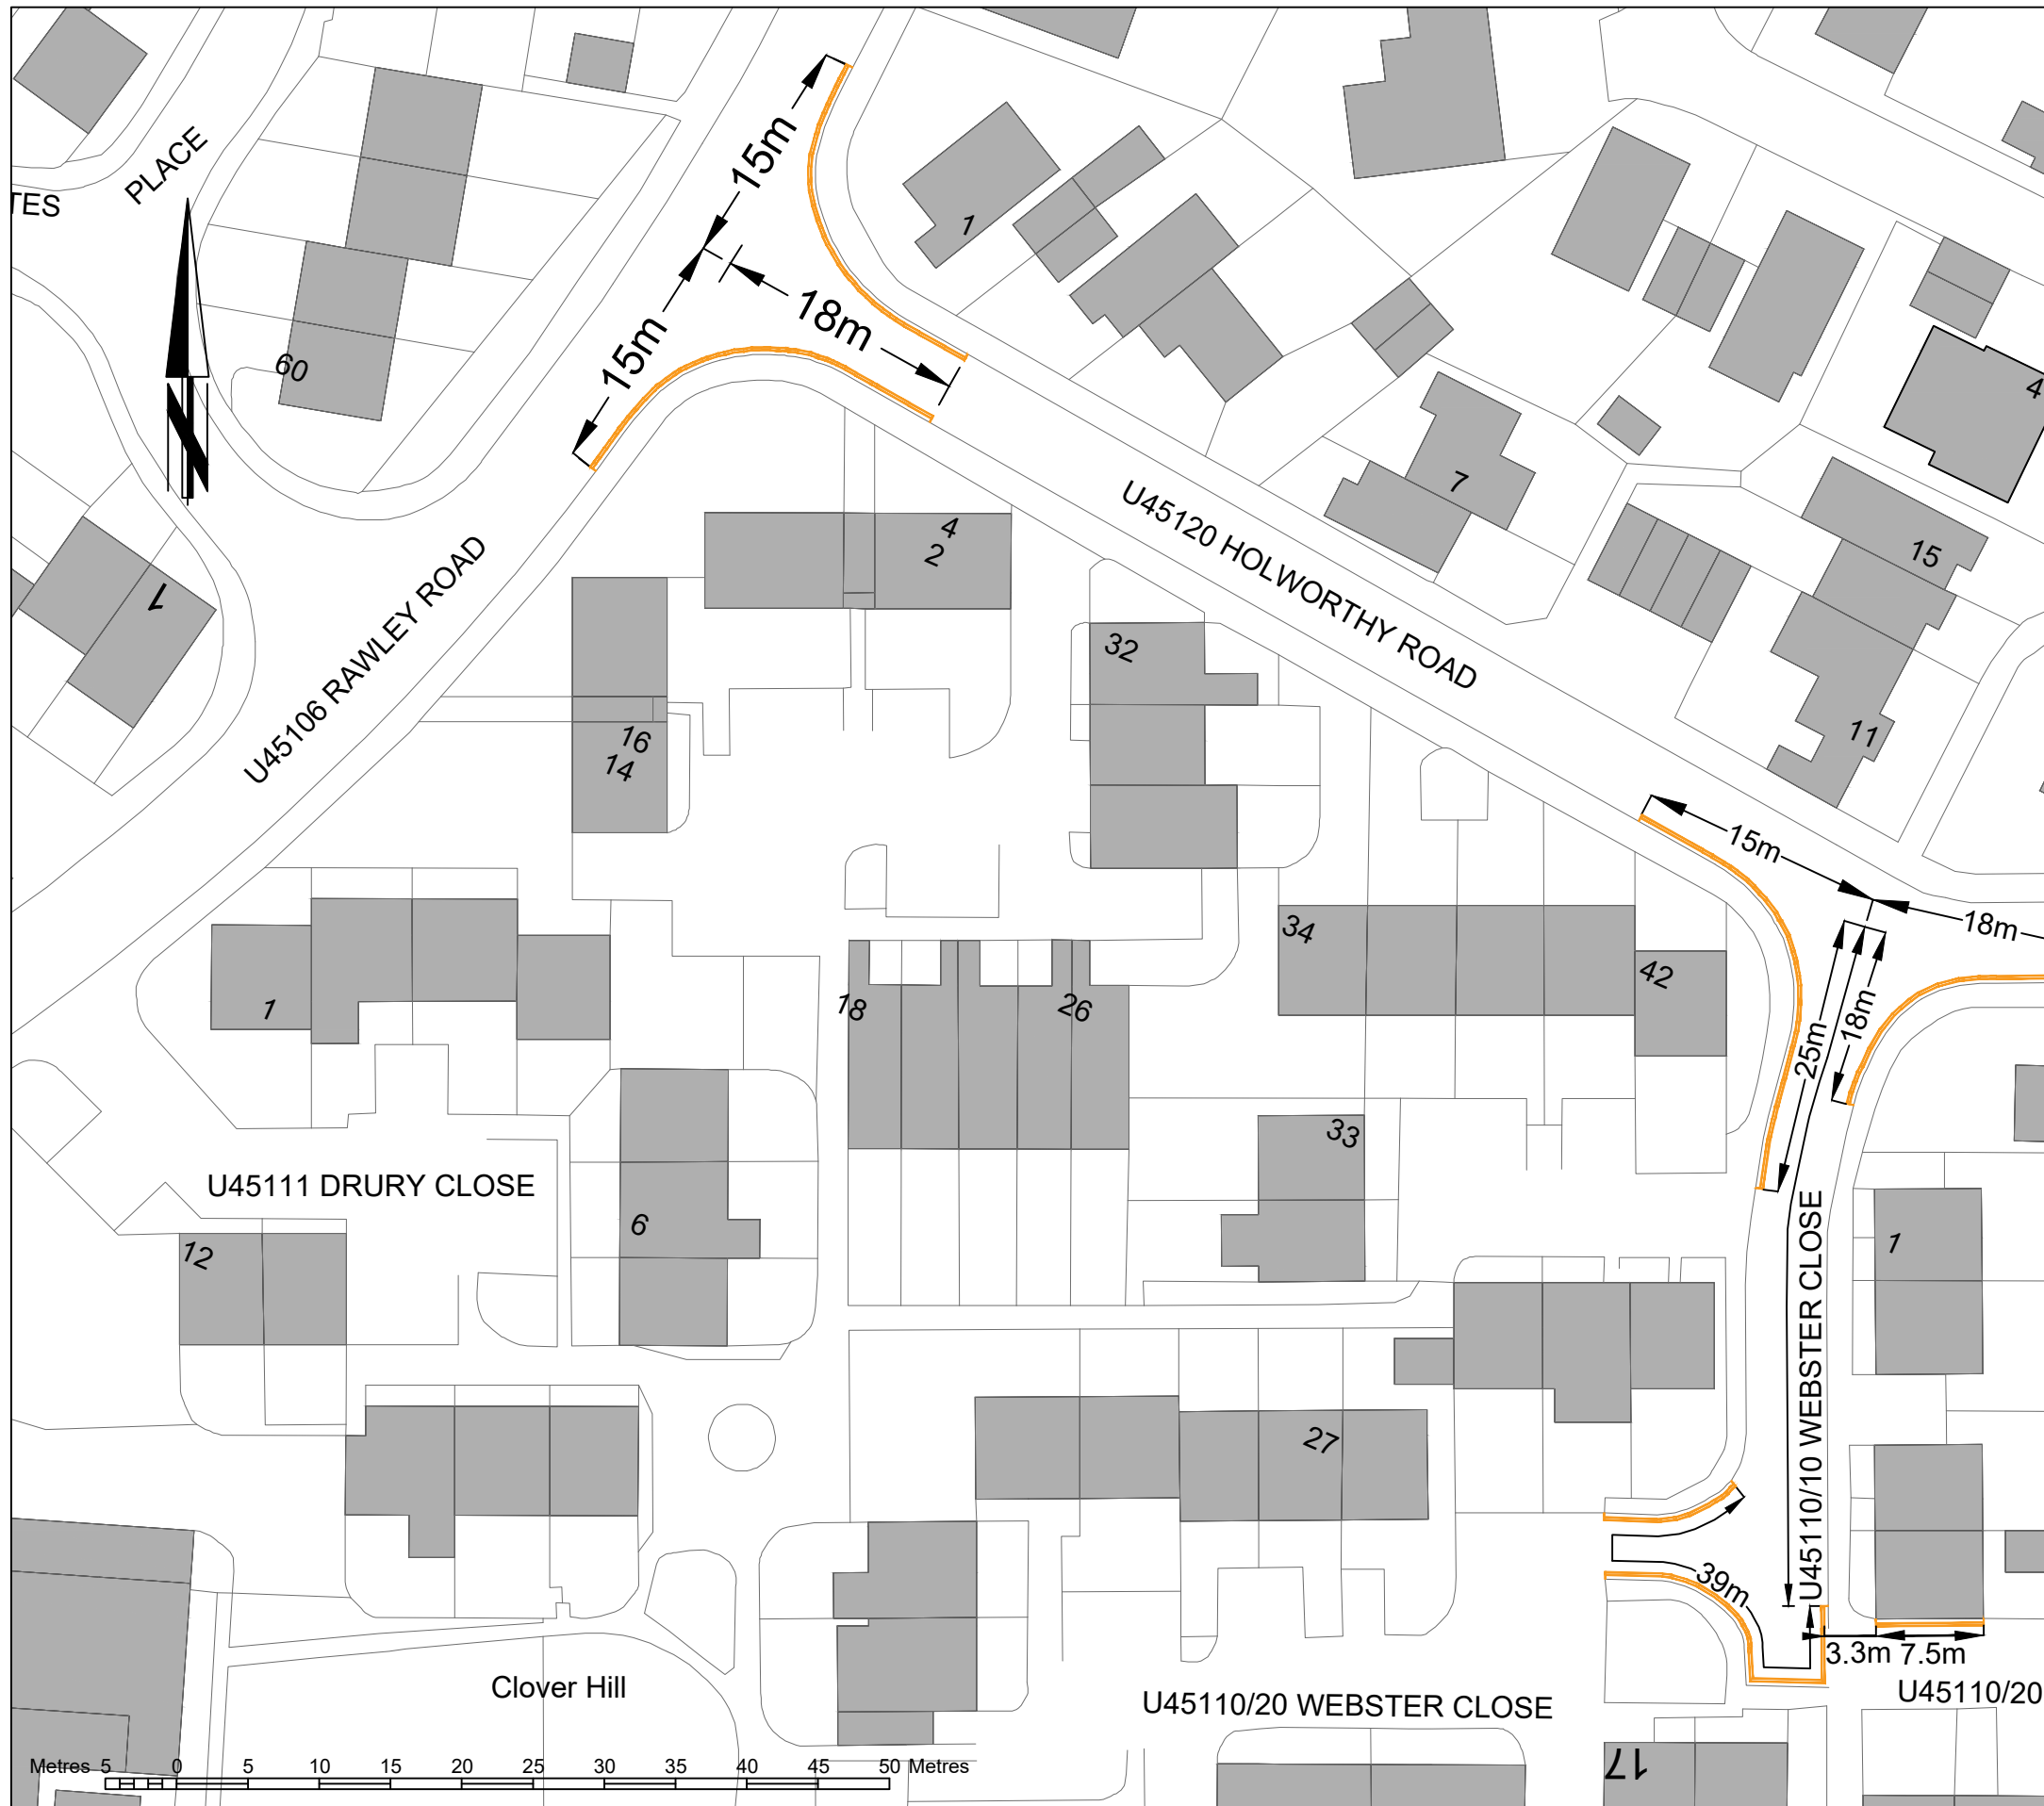 PLACE
TES
15m
1
60
18m
15m
4
7
4
2
U45120 HOLWORTHY ROAD
15
1
U45106 RAWLEY ROAD
32
16
14
11
15m
18m
34
42
1
18
26
18m
25m
33
U45111 DRURY CLOSE
6
12
1
U45110/10 WEBSTER CLOSE
27
39m
3.3m
7.5m
Clover Hill
U45110/20 WEBSTER CLOSE
U45110/20
17
Metres 5 0 5 10 15 20 25 30 35 40 45 50 Metres
N